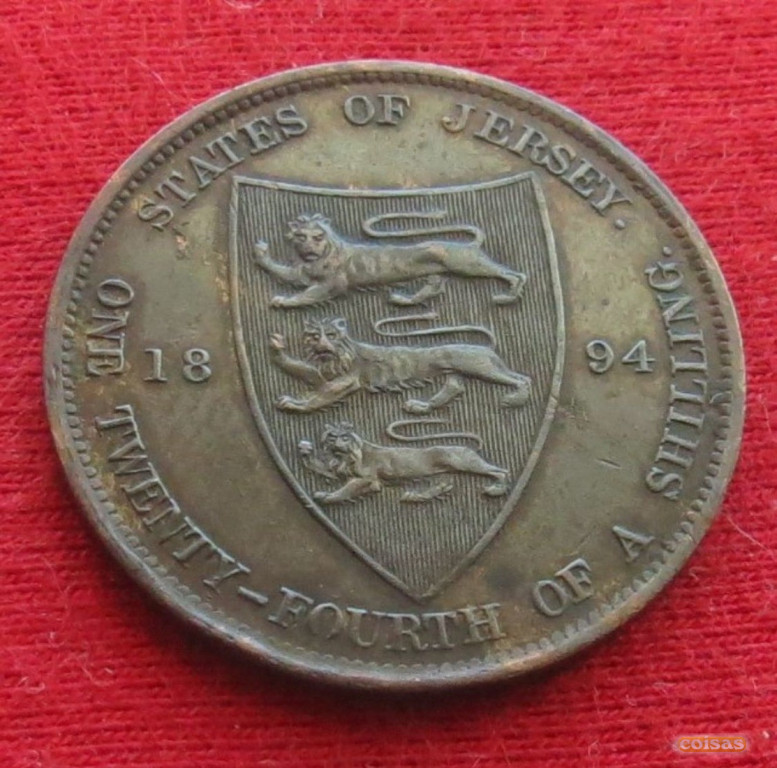 STATES OF JERSEY.
18 94
ONE TWENTY-FOURTH OF A SHILLING.
coisas